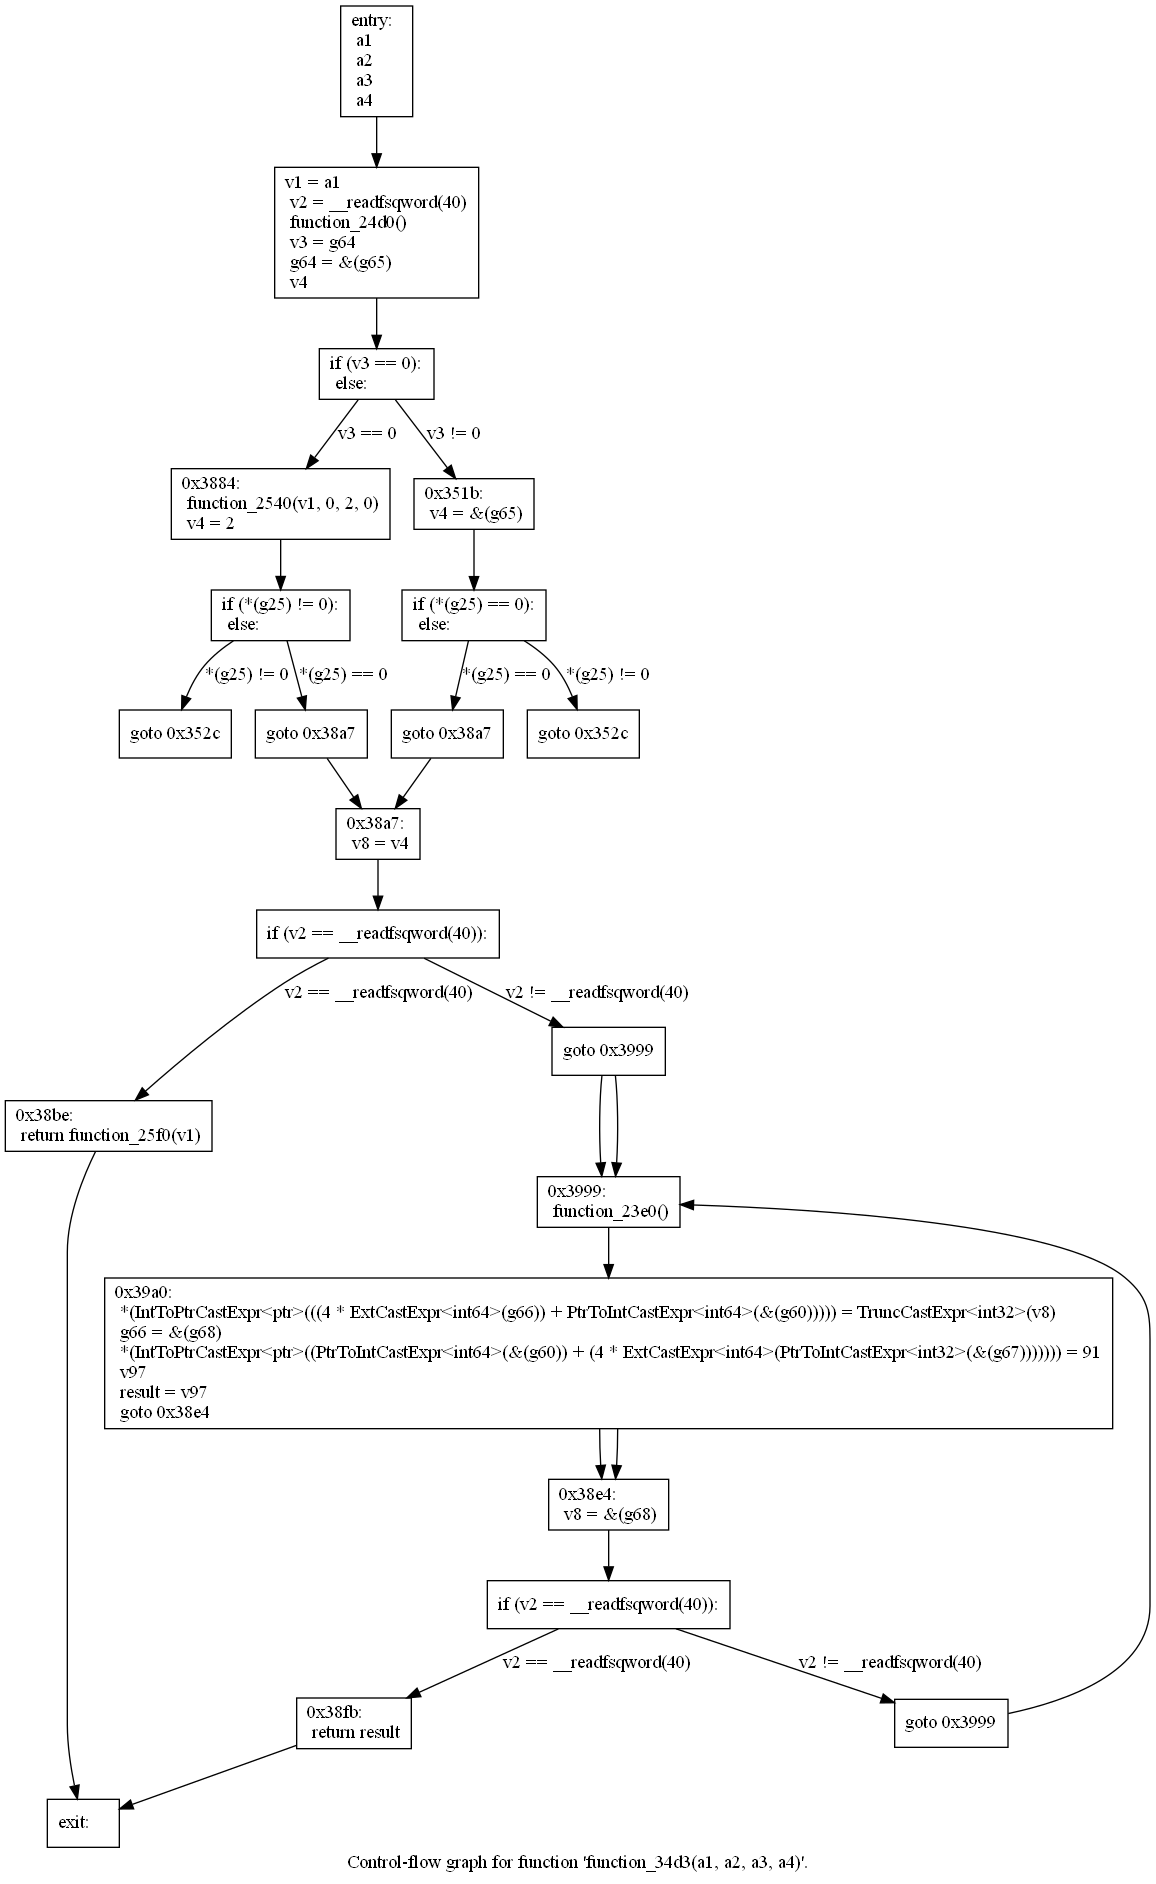 entry:
a1
a2
a3
a4
v1 = a1
v2 = __readfsqword(40)
function_24d0()
v3 = g64
g64 = &(g65)
v4
if (v3 == 0):
else:
v3 == 0
v3 != 0
0x3884:
function_2540(v1, 0, 2, 0)
v4 = 2
0x351b:
v4 = &(g65)
if (*(g25) != 0):
else:
if (*(g25) == 0):
else:
*(g25) != 0
*(g25) == 0
*(g25) == 0
*(g25) != 0
goto 0x352c
goto 0x38a7
goto 0x38a7
goto 0x352c
0x38a7:
v8 = v4
if (v2 == __readfsqword(40)):
v2 == __readfsqword(40)
v2 != __readfsqword(40)
goto 0x3999
0x38be:
return function_25f0(v1)
0x3999:
function_23e0()
0x39a0:
*(IntToPtrCastExpr<ptr>(((4 * ExtCastExpr<int64>(g66)) + PtrToIntCastExpr<int64>(&(g60))))) = TruncCastExpr<int32>(v8)
g66 = &(g68)
*(IntToPtrCastExpr<ptr>((PtrToIntCastExpr<int64>(&(g60)) + (4 * ExtCastExpr<int64>(PtrToIntCastExpr<int32>(&(g67))))))) = 91
v97
result = v97
goto 0x38e4
0x38e4:
v8 = &(g68)
if (v2 == __readfsqword(40)):
v2 == __readfsqword(40)
v2 != __readfsqword(40)
0x38fb:
return result
goto 0x3999
exit:
Control-flow graph for function 'function_34d3(a1, a2, a3, a4)'.